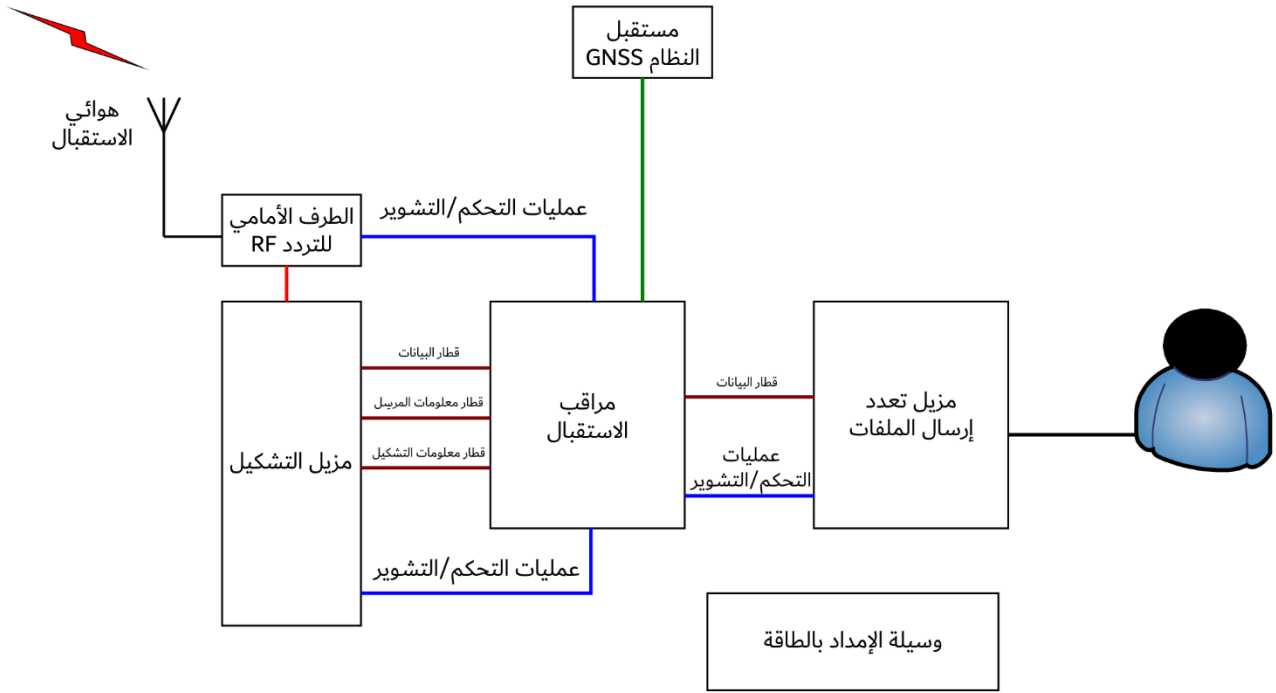 مستقبل
النظام GNSS
هوائي
الاستقبال
الطرف الأمامي
للتردد RF
عمليات التحكم/التشوير
قطار البيانات
قطار معلومات المرسِل
قطار معلومات التشكيل
مزيل التشكيل
مراقب
الاستقبال
قطار البيانات
عمليات
التحكم/التشوير
مزيل تعدد
إرسال الملفات
عمليات التحكم/التشوير
وسيلة الإمداد بالطاقة